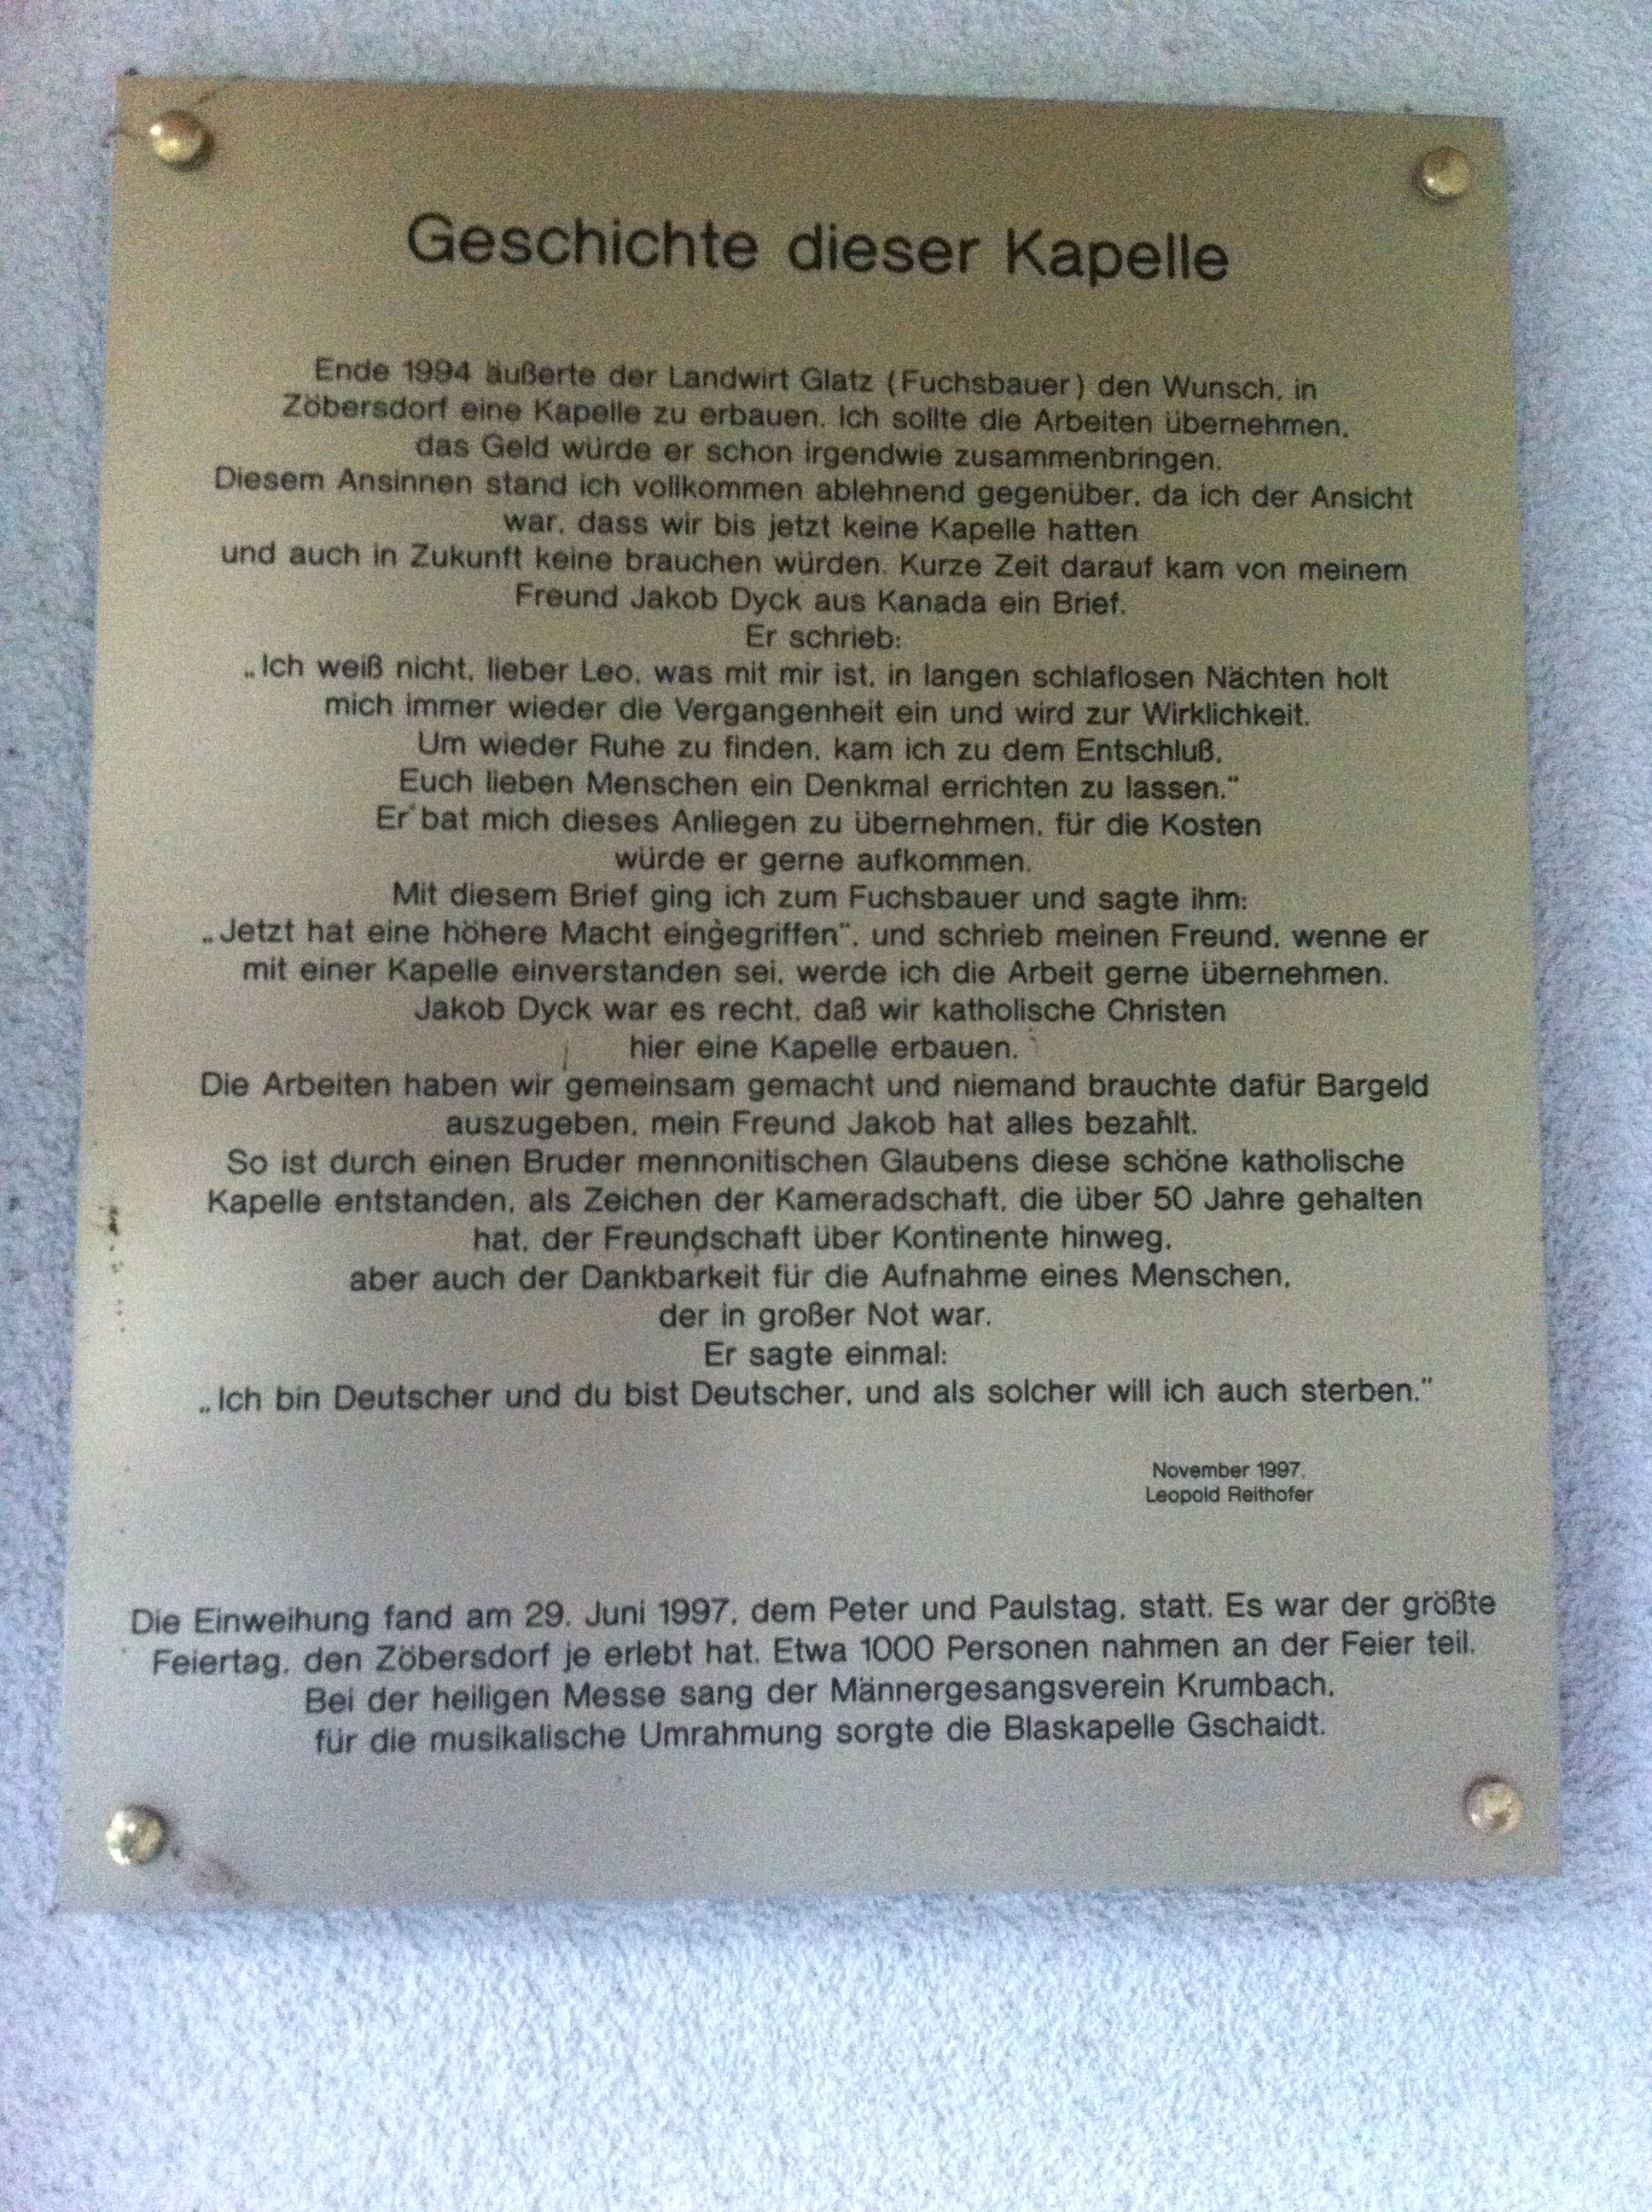 Geschichte dieser Kapelle
Ende 1994 äußerte der Landwirt Glatz (Fuchsbauer) den Wunsch, in
Zöbersdorf eine Kapelle zu erbauen. Ich sollte die Arbeiten übernehmen,
das Geld würde er schon irgendwie zusammenbringen.
Diesem Ansinnen stand ich vollkommen ablehnend gegenüber, da ich der Ansicht
war, dass wir bis jetzt keine Kapelle hatten
und auch in Zukunft keine brauchen würden. Kurze Zeit darauf kam von meinem
Freund Jakob Dyck aus Kanada ein Brief.
Er schrieb:
„Ich weiß nicht, lieber Leo, was mit mir ist, in langen schlaflosen Nächten holt
mich immer wieder die Vergangenheit ein und wird zur Wirklichkeit.
Um wieder Ruhe zu finden, kam ich zu dem Entschluß,
Euch lieben Menschen ein Denkmal errichten zu lassen.“
Er bat mich dieses Anliegen zu übernehmen, für die Kosten
würde er gerne aufkommen.
Mit diesem Brief ging ich zum Fuchsbauer und sagte ihm:
„Jetzt hat eine höhere Macht eingegriffen“, und schrieb meinen Freund, wenne er
mit einer Kapelle einverstanden sei, werde ich die Arbeit gerne übernehmen.
Jakob Dyck war es recht, daß wir katholische Christen
hier eine Kapelle erbauen.
Die Arbeiten haben wir gemeinsam gemacht und niemand brauchte dafür Bargeld
auszugeben, mein Freund Jakob hat alles bezahlt.
So ist durch einen Bruder mennonitischen Glaubens diese schöne katholische
Kapelle entstanden, als Zeichen der Kameradschaft, die über 50 Jahre gehalten
hat, der Freundschaft über Kontinente hinweg,
aber auch der Dankbarkeit für die Aufnahme eines Menschen,
der in großer Not war.
Er sagte einmal:
„Ich bin Deutscher und du bist Deutscher, und als solcher will ich auch sterben.“
November 1997,
Leopold Reithofer
Die Einweihung fand am 29. Juni 1997, dem Peter und Paulstag, statt. Es war der größte
Feiertag, den Zöbersdorf je erlebt hat. Etwa 1000 Personen nahmen an der Feier teil.
Bei der heiligen Messe sang der Männergesangsverein Krumbach,
für die musikalische Umrahmung sorgte die Blaskapelle Gschaidt.